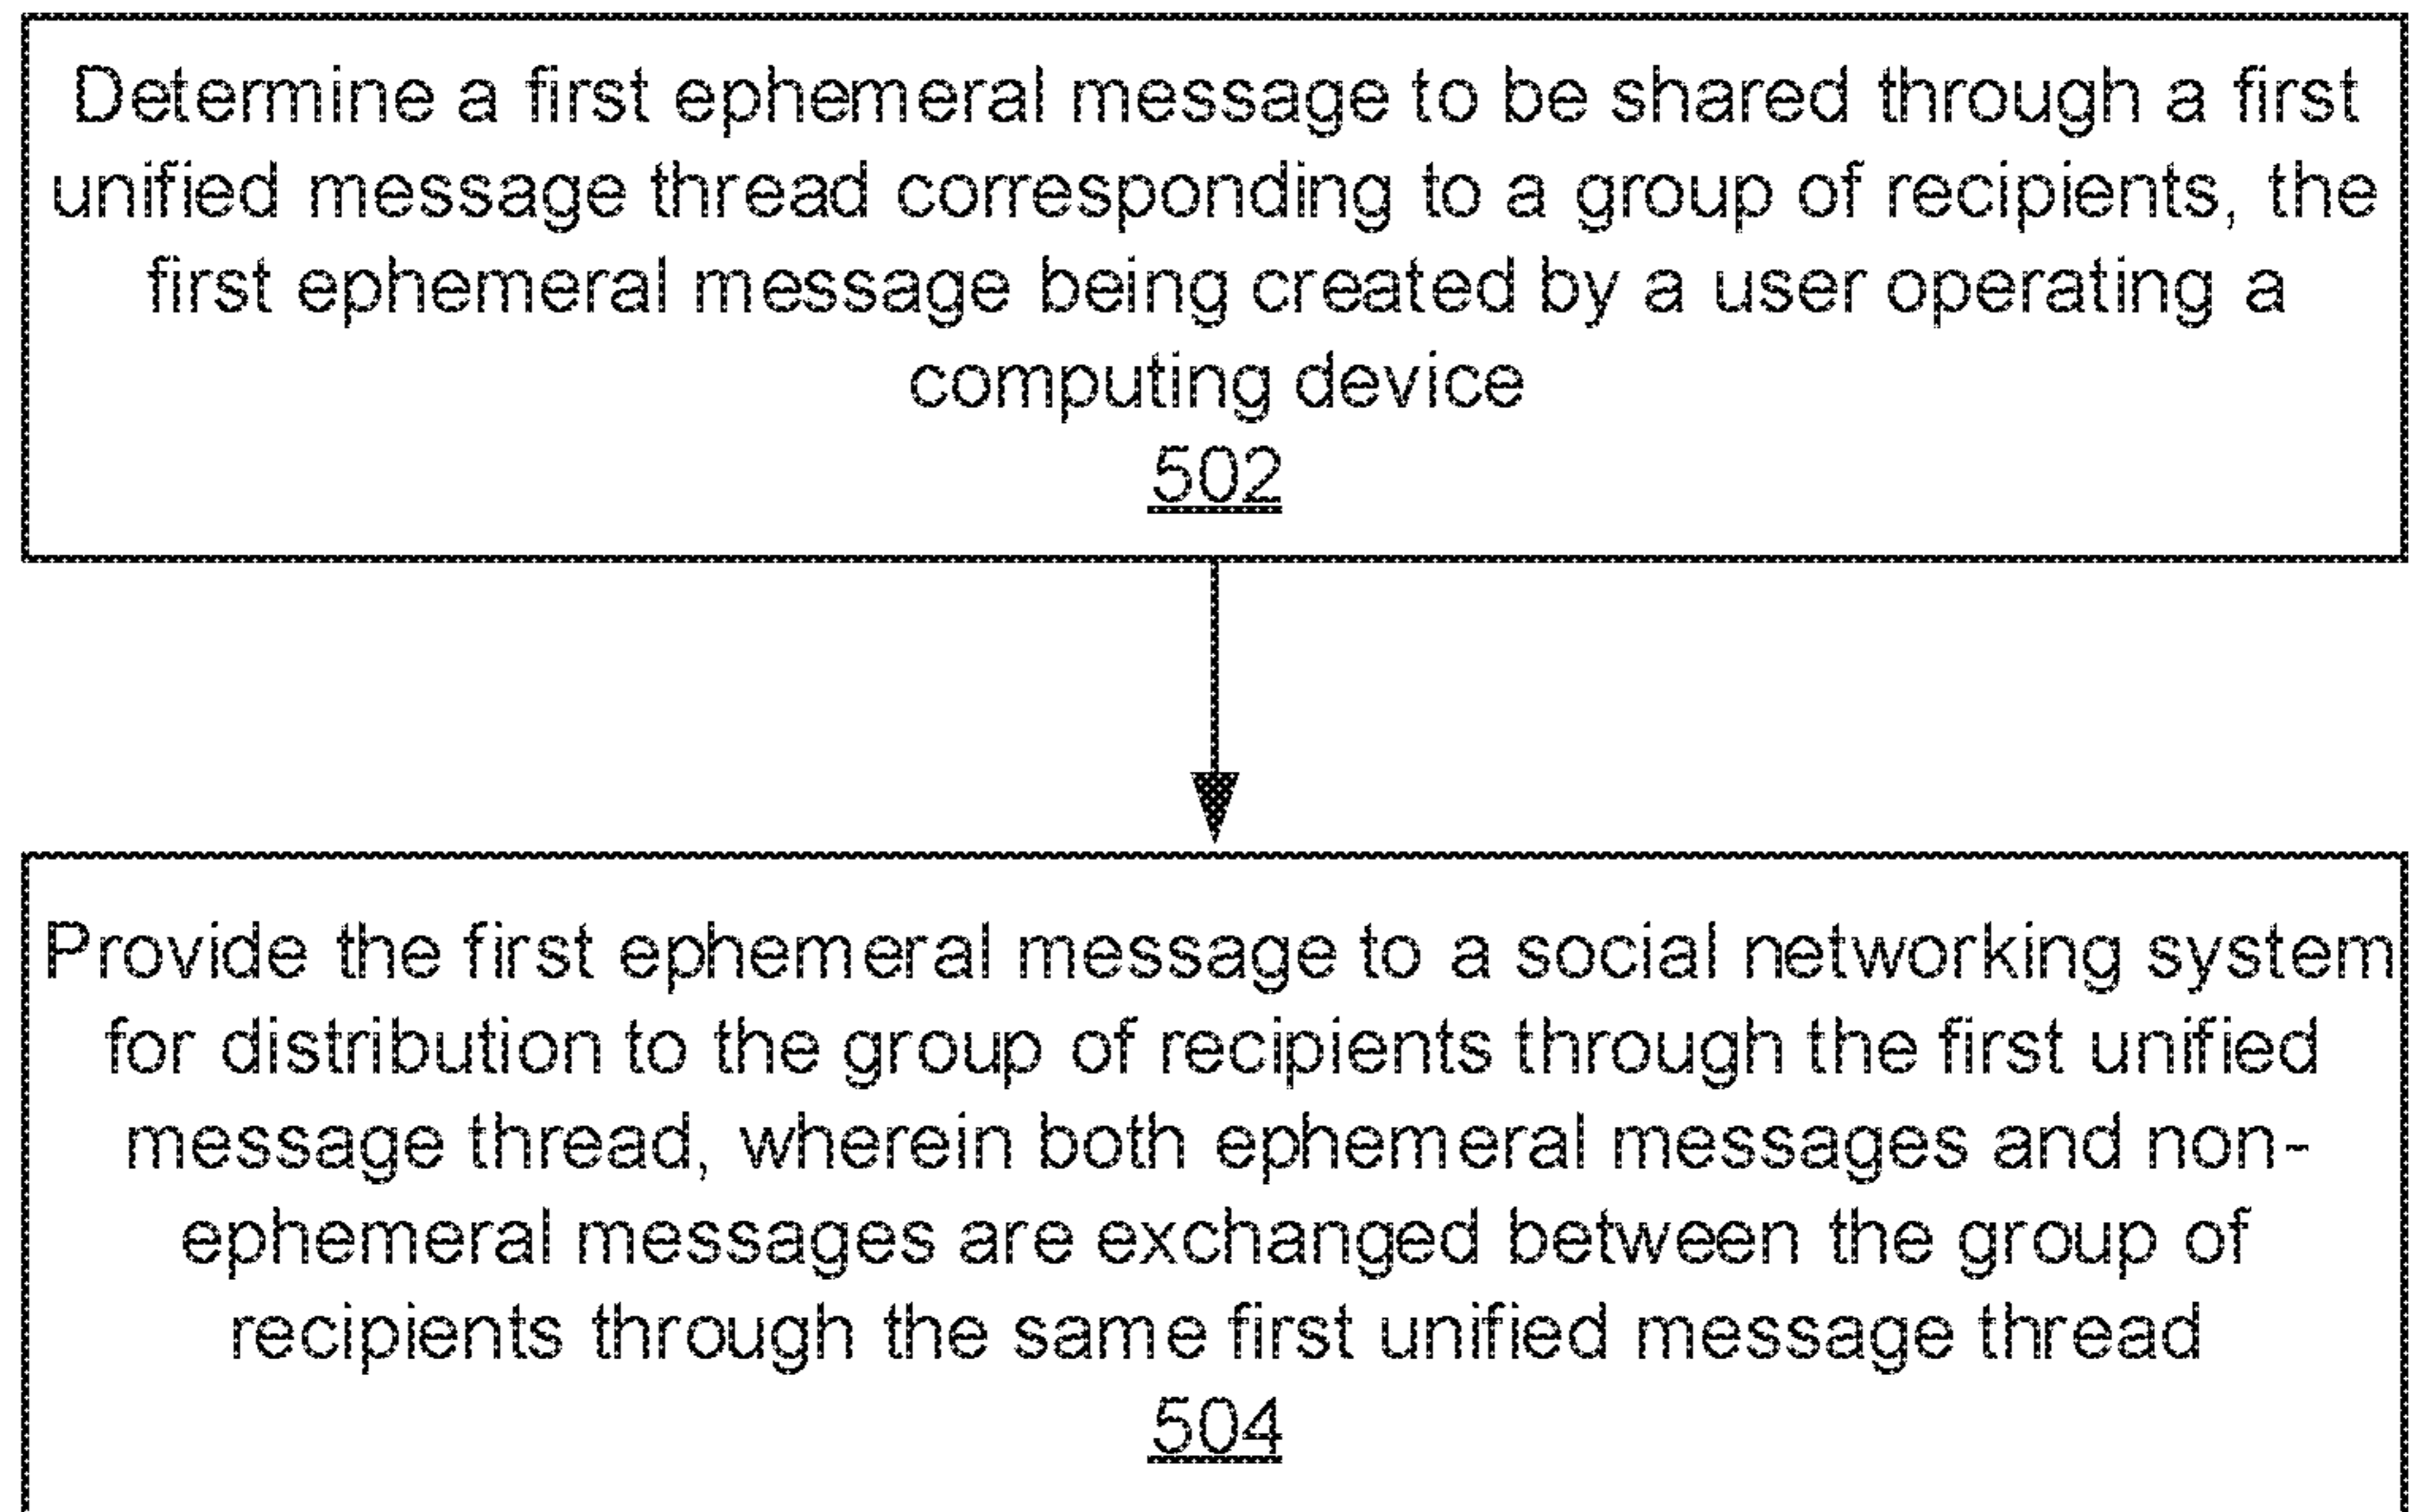 Determine a first ephemeral message to be shared through a first
unified message thread corresponding to a group of recipients, the
first ephemeral message being created by a user operating a
computing device
502
Provide the first ephemeral message to a social networking system
for distribution to the group of recipients through the first unified
message thread, wherein both ephemeral messages and non-
ephemeral messages are exchanged between the group of
recipients through the same first unified message thread
504